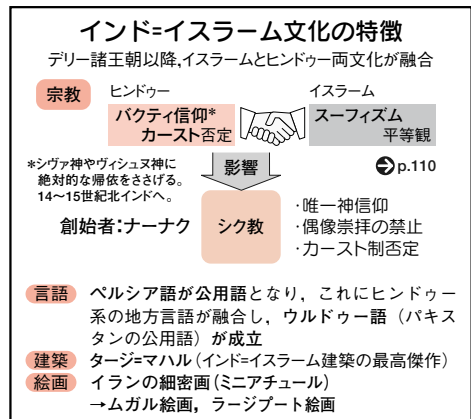 インド=イスラーム文化の特徴
デリー諸王朝以降,イスラームとヒンドゥー両文化が融合
宗教
ヒンドゥー
バクティ信仰*
カースト否定
イスラーム
スーフィズム
平等観
*シヴァ神やヴィシュヌ神に
絶対的な帰依をささげる。
14〜15世紀北インドへ。
影響
p.110
創始者:ナーナク
シク教
・唯一神信仰
・偶像崇拝の禁止
・カースト制否定
言語 ペルシア語が公用語となり，これにヒンドゥー
系の地方言語が融合し，ウルドゥー語（パキス
タンの公用語）が成立
建築 タージ=マハル(インド=イスラーム建築の最高傑作)
絵画 イランの細密画(ミニアチュール)
→ムガル絵画，ラージプート絵画